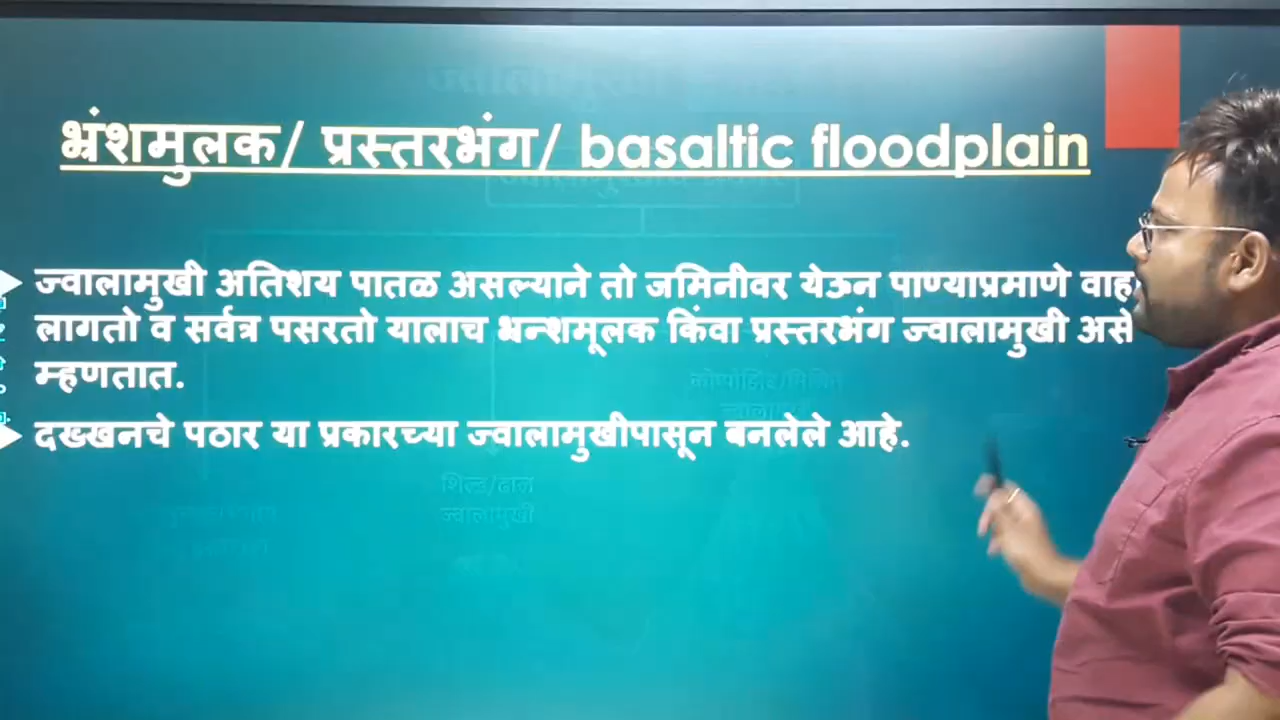 भ्रंशमुलक/ प्रस्तरभंग/ basaltic floodplain
ज्वालामुखी अतिशय पातळ असल्याने तो जमिनीवर येऊन पाण्याप्रमाणे वाह
लागतो व सर्वत्र पसरतो यालाच भ्रन्शमूलक किंवा प्रस्तरभंग ज्वालामुखी असे
म्हणतात.
दख्खनचे पठार या प्रकारच्या ज्वालामुखीपासून बनलेले आहे.
शिल्ड/ढाल
ज्वालामुखी